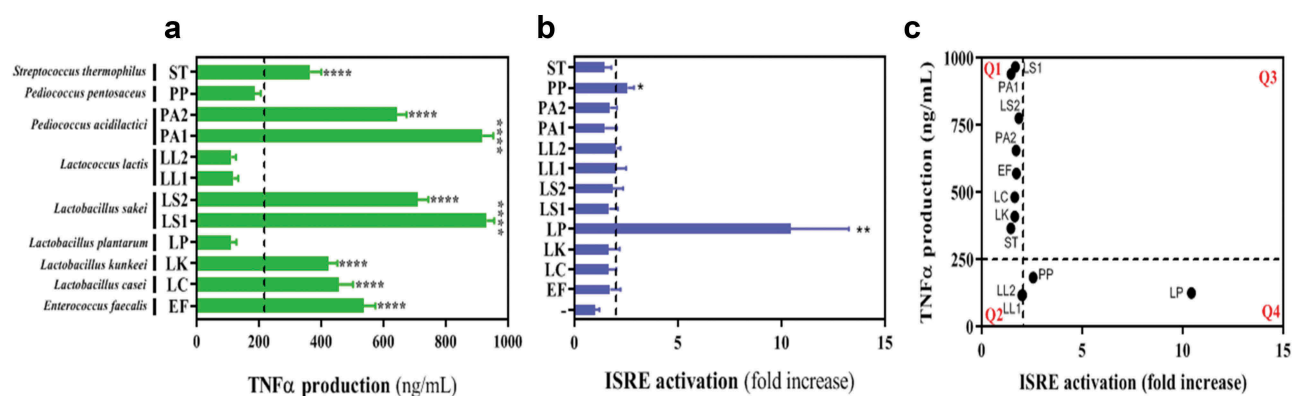 a
Streptococcus thermophilus
Pediococcus pentosaceus
Pediococcus acidilactici
Lactococcus lactis
Lactobacillus sakei
Lactobacillus plantarum
Lactobacillus kunkeei
Lactobacillus casei
Enterococcus faecalis
ST ****
PP
PA2 ****
PA1 ****
LL2
LL1
LS2 ****
LS1 ****
LP
LK ****
LC ****
EF ****
0 200 400 600 800 1000
TNFα production (ng/mL)
b
ST
PP *
PA2
PA1
LL2
LL1
LS2
LS1
LP **
LK
LC
EF
-
0 5 10 15
ISRE activation (fold increase)
c
TNFα production (ng/mL)
1000
750
500
250
0
Q1 Q3
LS1
PA1
LS2
PA2
EF
LC
LK
ST
PP
LL2 LP
LL1
Q2 Q4
0 5 10 15
ISRE activation (fold increase)